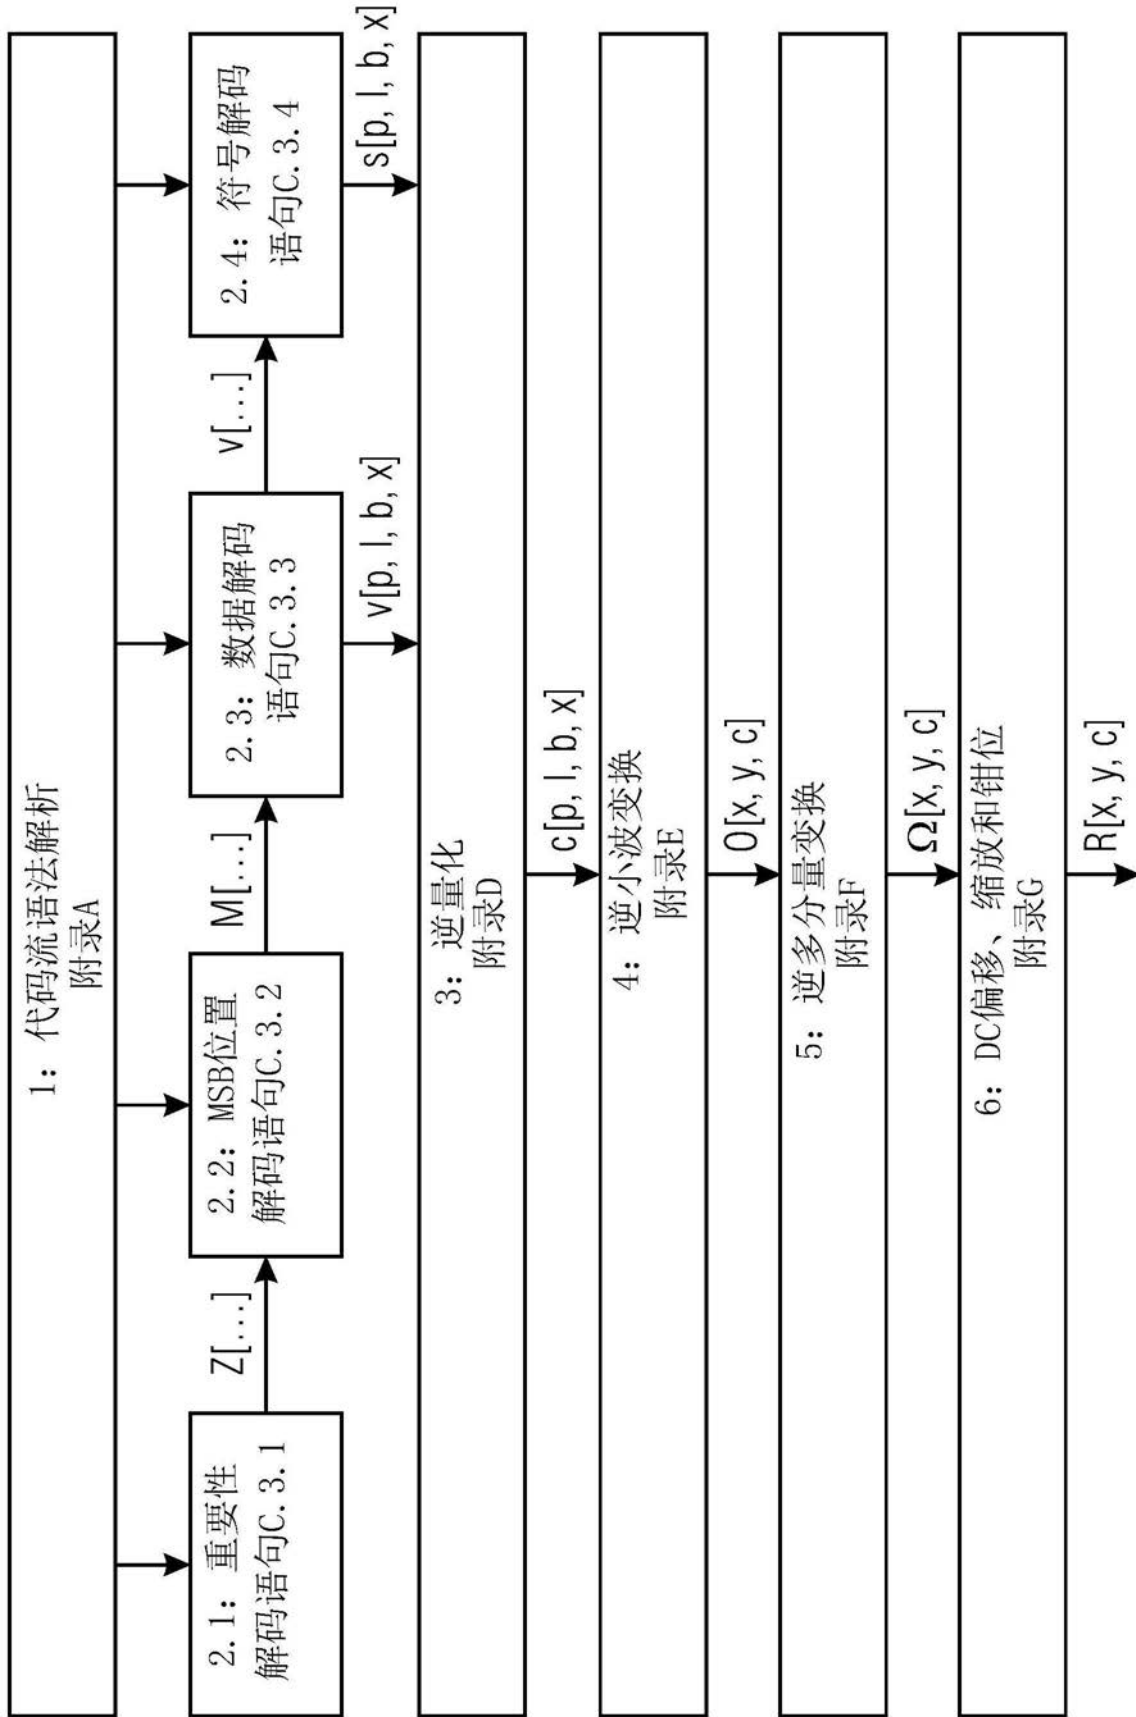 1: 代码流语法解析
附录A
2.1: 重要性
解码语句C.3.1
Z[...]
2.2: MSB位置
解码语句C.3.2
M[...]
2.3: 数据解码
语句C.3.3
v[...]
2.4: 符号解码
语句C.3.4
v[p, l, b, x]
s[p, l, b, x]
3: 逆量化
附录D
c[p, l, b, x]
4: 逆小波变换
附录E
O[x, y, c]
5: 逆多分量变换
附录F
Ω[x, y, c]
6: DC偏移、缩放和钳位
附录G
R[x, y, c]